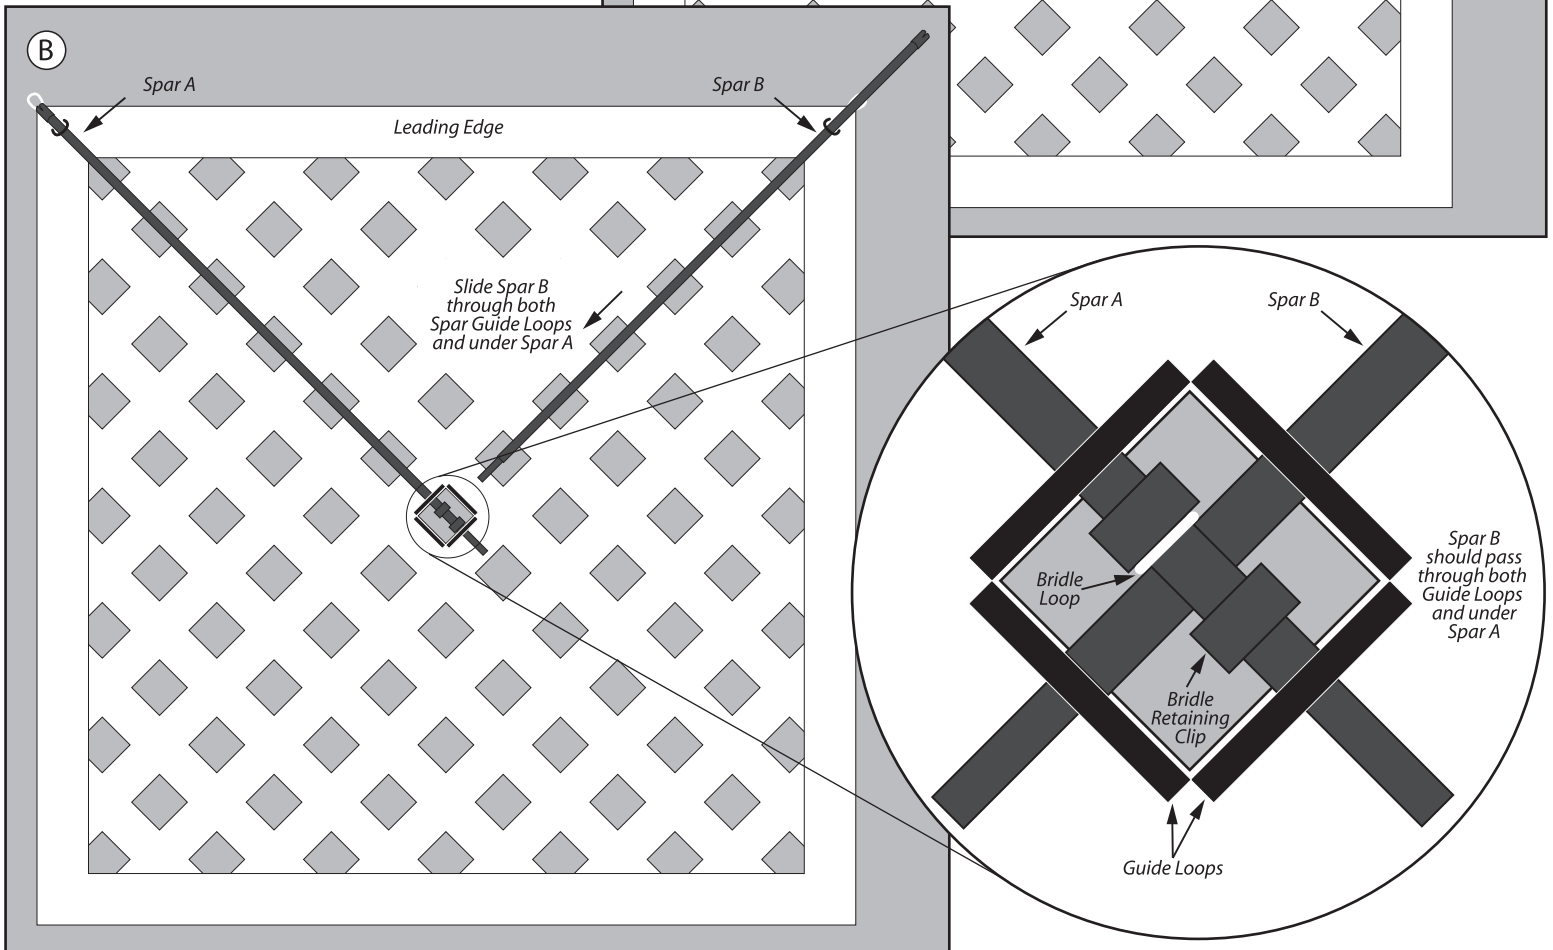 B
Spar A
Spar B
Leading Edge
Slide Spar B
through both
Spar Guide Loops
and under Spar A
Spar A
Spar B
Bridle
Loop
Spar B
should pass
through both
Guide Loops
and under
Spar A
Bridle
Retaining
Clip
Guide Loops